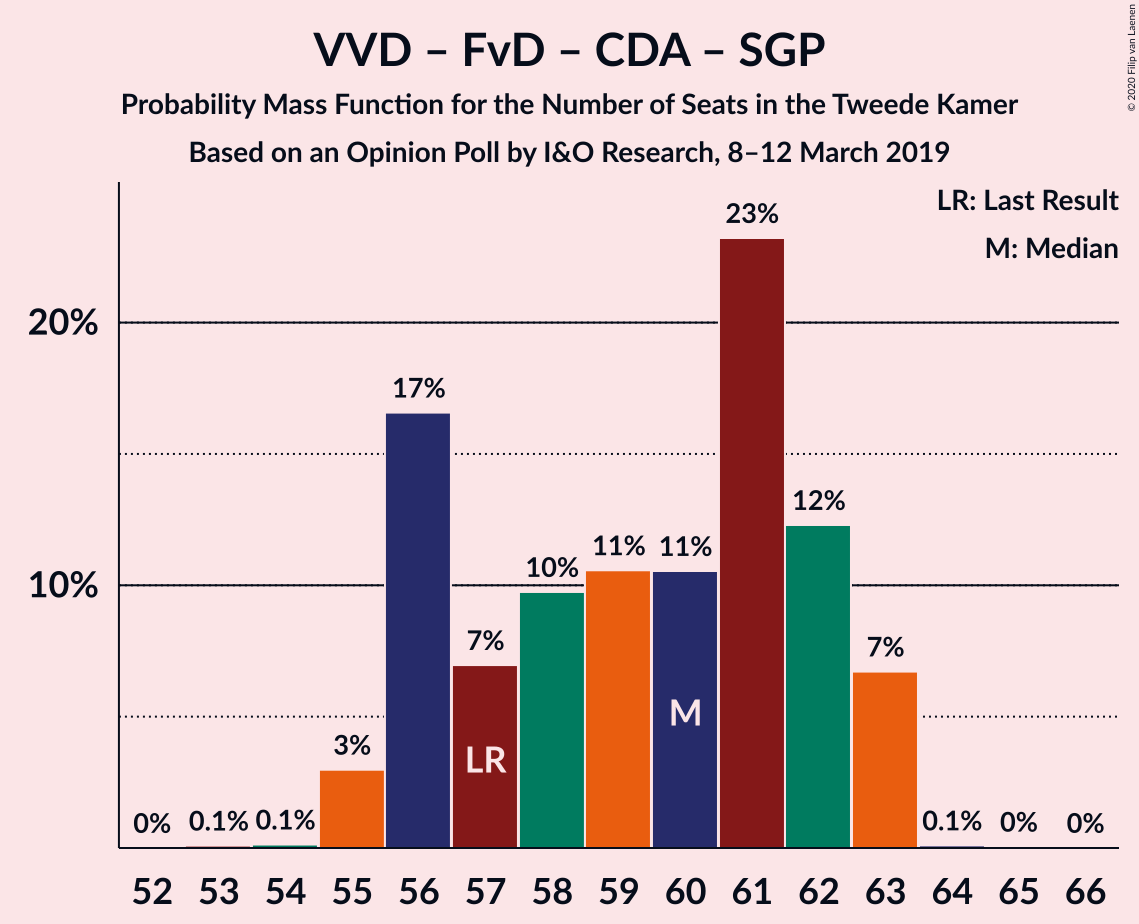 VVD – FvD – CDA – SGP
Probability Mass Function for the Number of Seats in the Tweede Kamer
Based on an Opinion Poll by I&O Research, 8–12 March 2019
© 2020 Filip van Laenen
LR: Last Result
M: Median
20%
10%
0%
0.1%
0.1%
3%
17%
7%
10%
11%
11%
23%
12%
7%
0.1%
0%
0%
LR
M
52 53 54 55 56 57 58 59 60 61 62 63 64 65 66